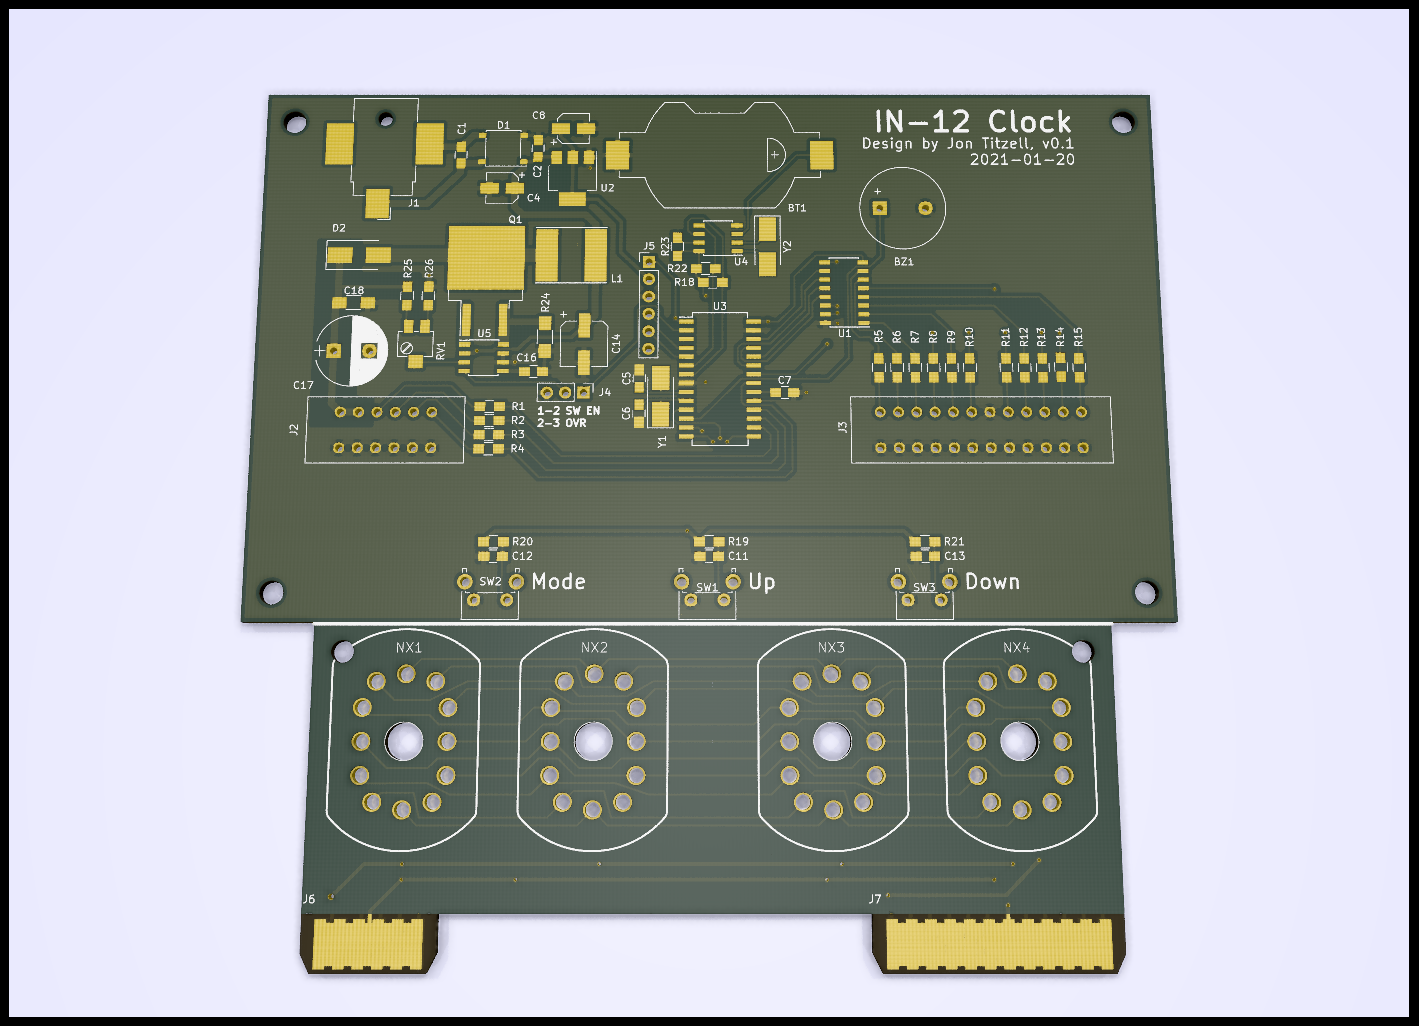 IN-12 Clock
Design by Jon Titzell, v0.1
2021-01-20
C1
D1
C8
+
C2
+
C4
U2
J1
BT1
+
+
BZ1
D2
Q1
L1
J5
R23
R22
R18
U4
Y2
R25
R26
C18
+
C17
RV1
U5
R24
+
C14
C16
J4
1-2 SW EN
2-3 OVR
U3
U1
C5
C6
Y1
C7
R5
R6
R7
R8
R9
R10
R11
R12
R13
R14
R15
J2
R1
R2
R3
R4
J3
R20
C12
SW2
Mode
R19
C11
SW1
Up
R21
C13
SW3
Down
NX1
NX2
NX3
NX4
J6
J7